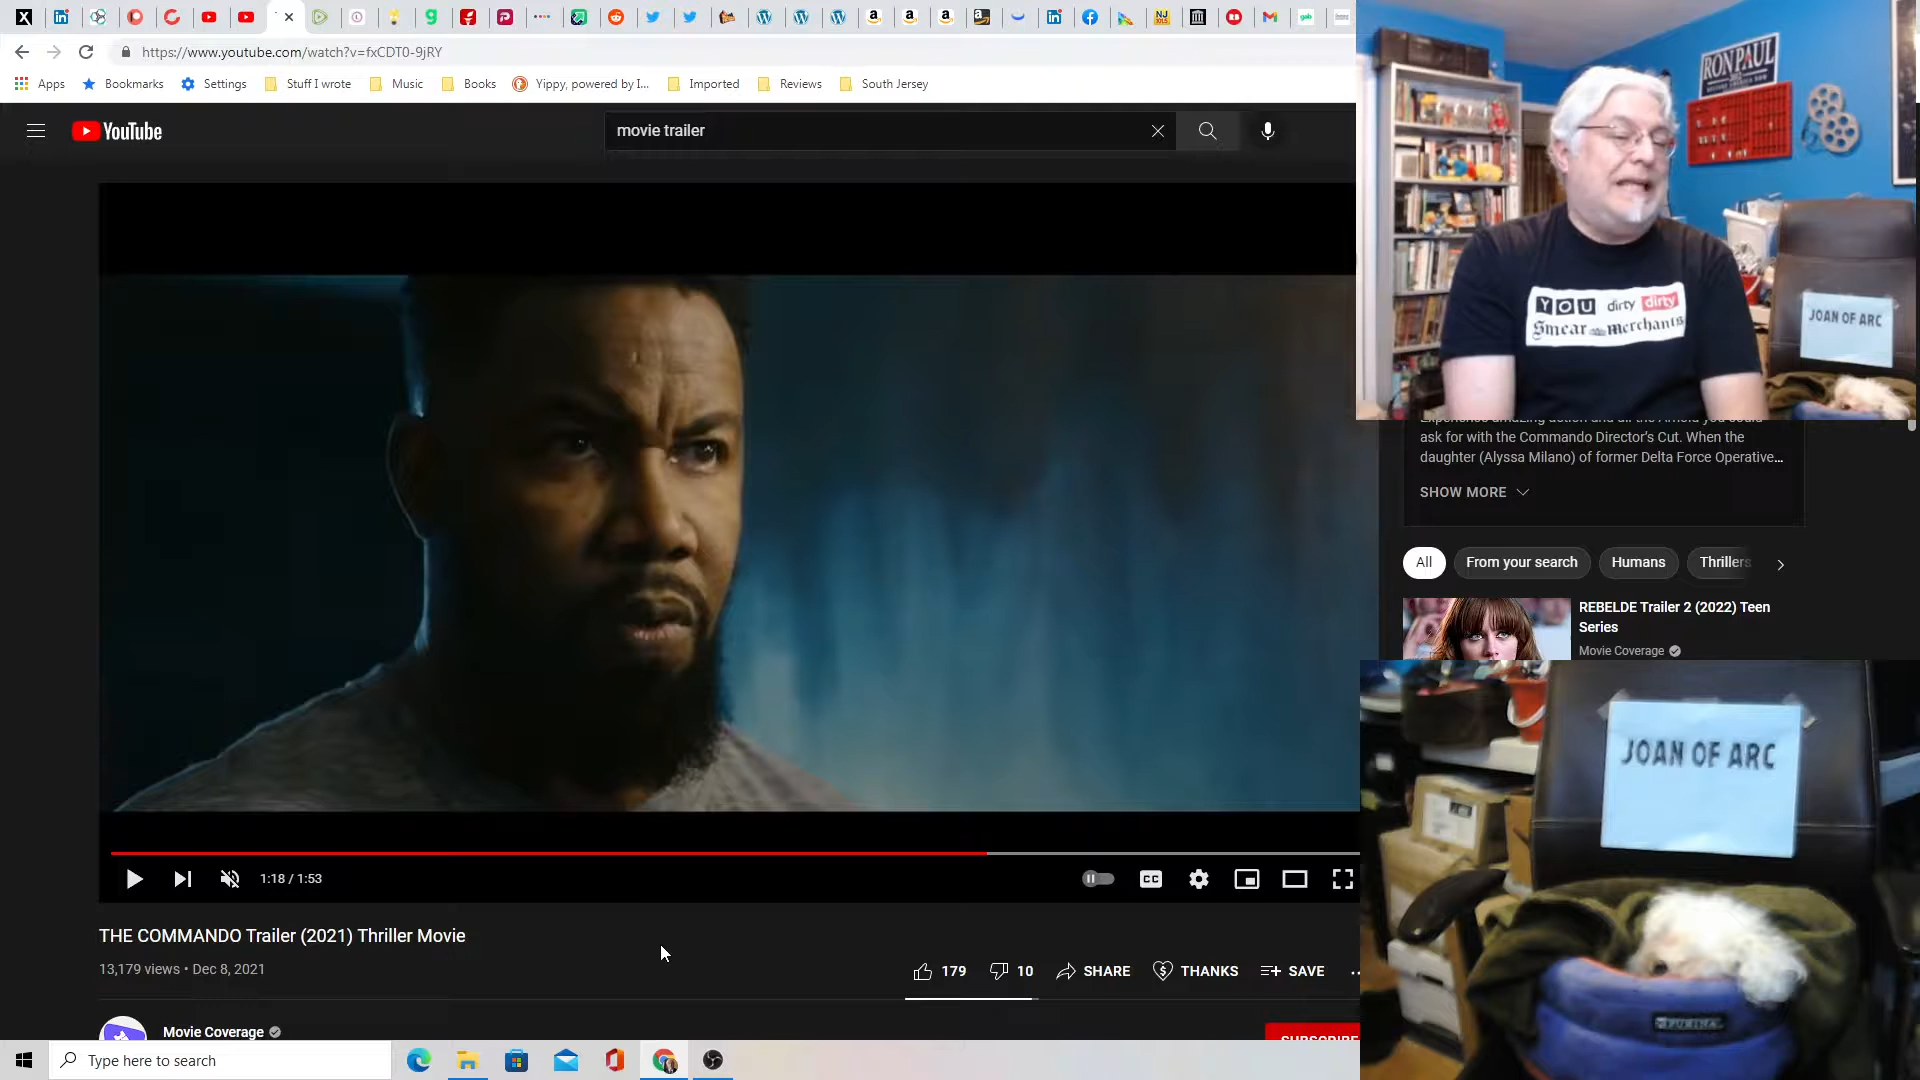 https://www.youtube.com/watch?v=fxCDT0-9jRY
Apps
Bookmarks
Settings
Stuff I wrote
Music
Books
Yippy, powered by I...
Imported
Reviews
South Jersey
YouTube
movie trailer
RON PAUL
YOU dirty dirty
Smear merchants
JOAN OF ARC
ask for with the Commando Director's Cut. When the
daughter (Alyssa Milano) of former Delta Force Operative...
SHOW MORE
All
From your search
Humans
Thrillers
REBELDE Trailer 2 (2022) Teen
Series
Movie Coverage
JOAN OF ARC
PURINA
CC
1:18 / 1:53
THE COMMANDO Trailer (2021) Thriller Movie
13,179 views • Dec 8, 2021
179
10
SHARE
THANKS
SAVE
Movie Coverage
SUBSCRIBE
Type here to search